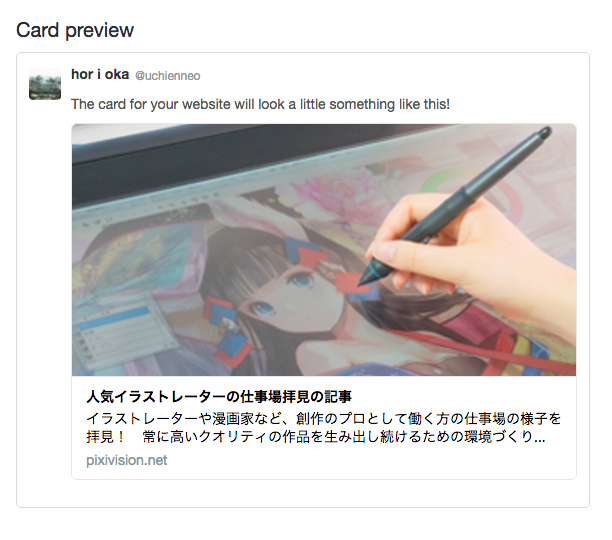 Card preview
hor i oka @uchienneo
The card for your website will look a little something like this!
人気イラストレーターの仕事場拝見の記事
イラストレーターや漫画家など、創作のプロとして働く方の仕事場の様子を
拝見！　常に高いクオリティの作品を生み出し続けるための環境づくり...
pixivision.net